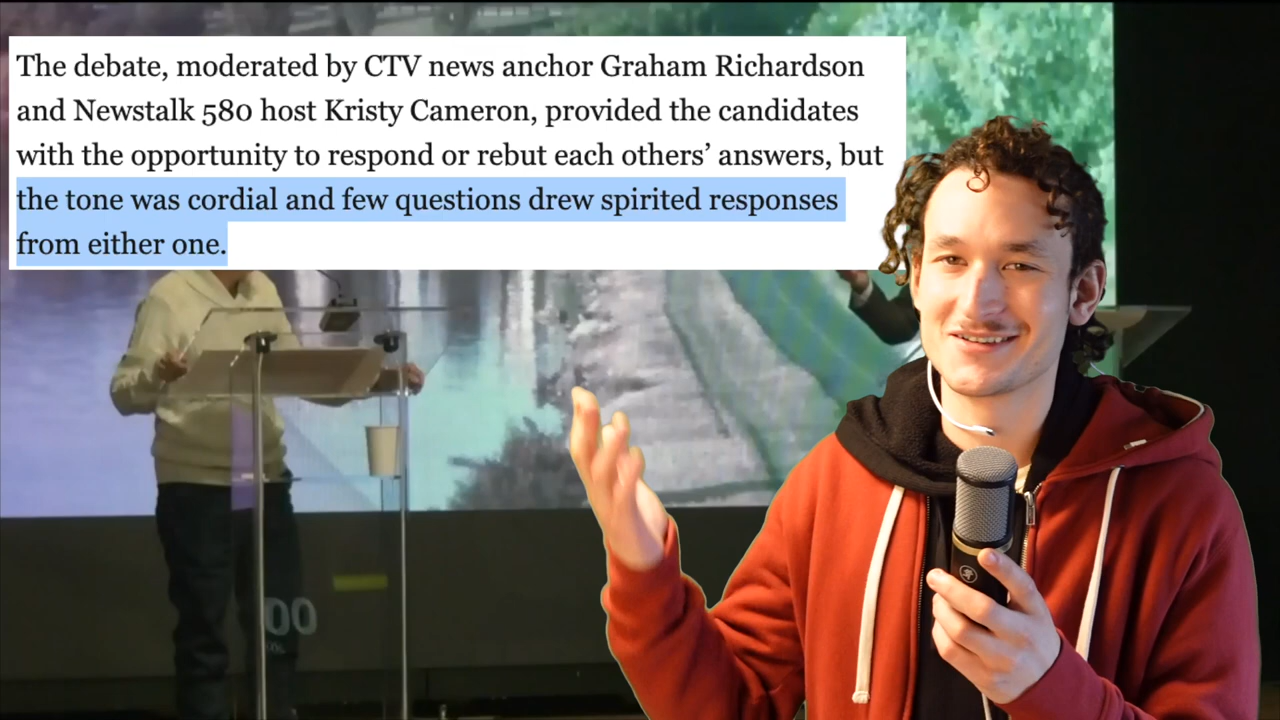 The debate, moderated by CTV news anchor Graham Richardson
and Newstalk 580 host Kristy Cameron, provided the candidates
with the opportunity to respond or rebut each others’ answers, but
the tone was cordial and few questions drew spirited responses
from either one.
00